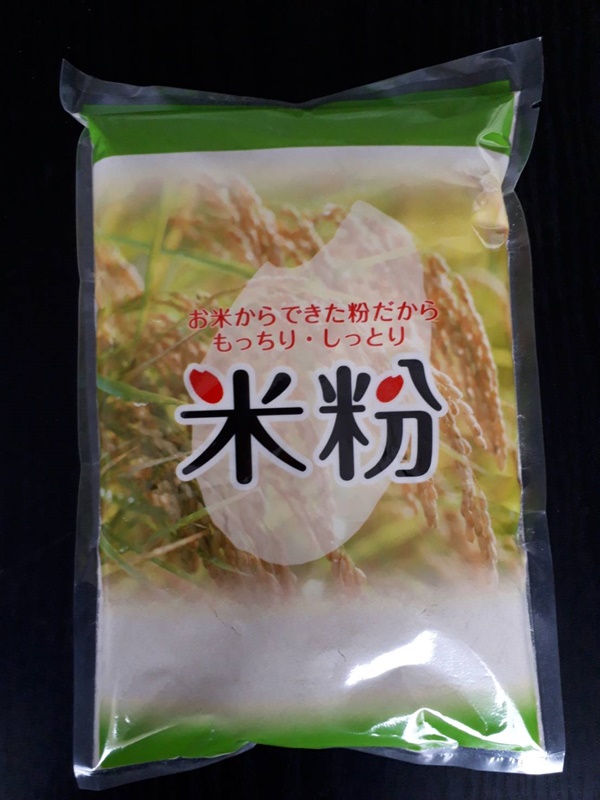 お米からできた粉だから
もっちり・しっとり
米粉